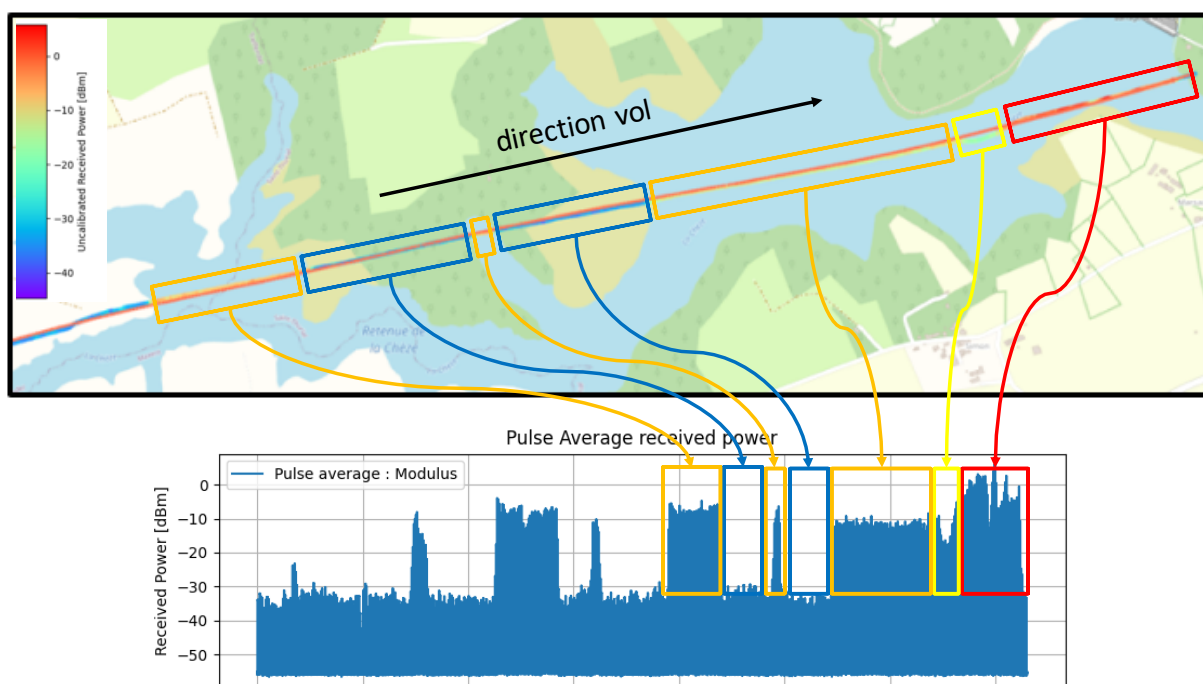 0
−10
−20
−30
−40
Uncalibrated Received Power [dBm]
direction vol
Retenue de
la Chèze
Pulse Average received power
Pulse average : Modulus
Received Power [dBm]
0
−10
−20
−30
−40
−50